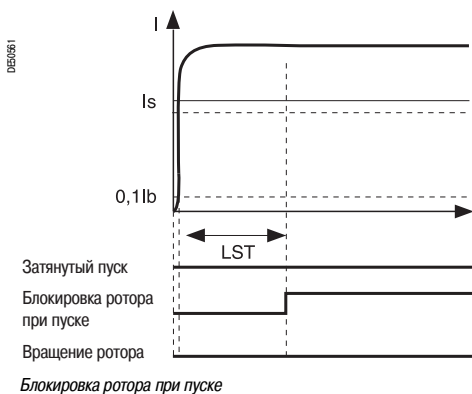 DE50561
I
Is
0,1Ib
LST
Затянутый пуск
Блокировка ротора
при пуске
Вращение ротора
Блокировка ротора при пуске